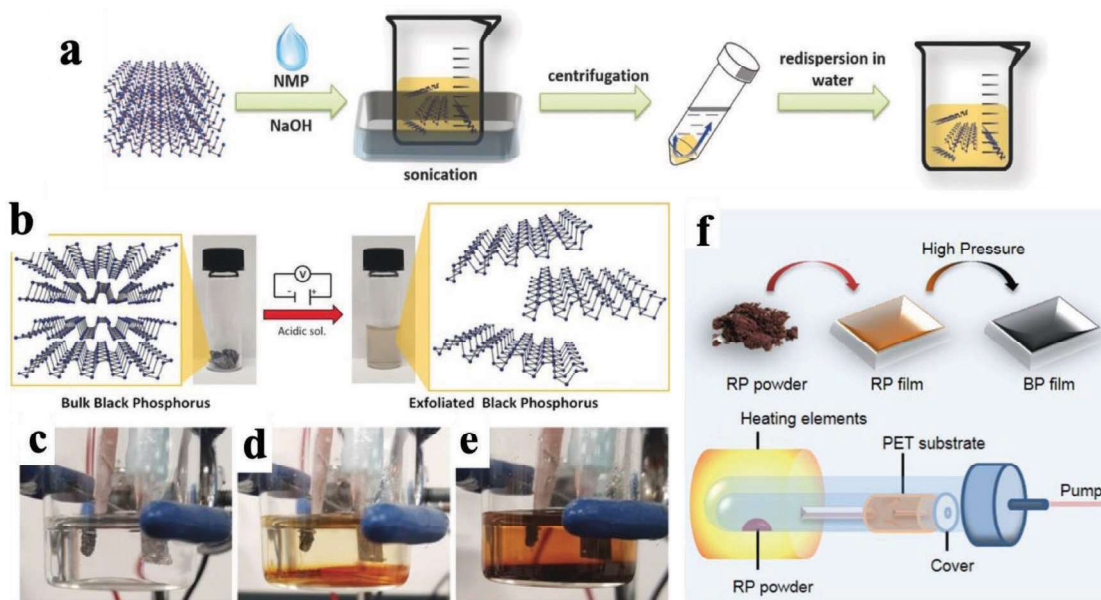 a
NMP
NaOH
sonication
centrifugation
redispersion in
water
b
Bulk Black Phosphorus
V
- +
Acidic sol.
Exfoliated Black Phosphorus
c
d
e
f
High Pressure
RP powder
RP film
BP film
Heating elements
PET substrate
Pump
RP powder
Cover